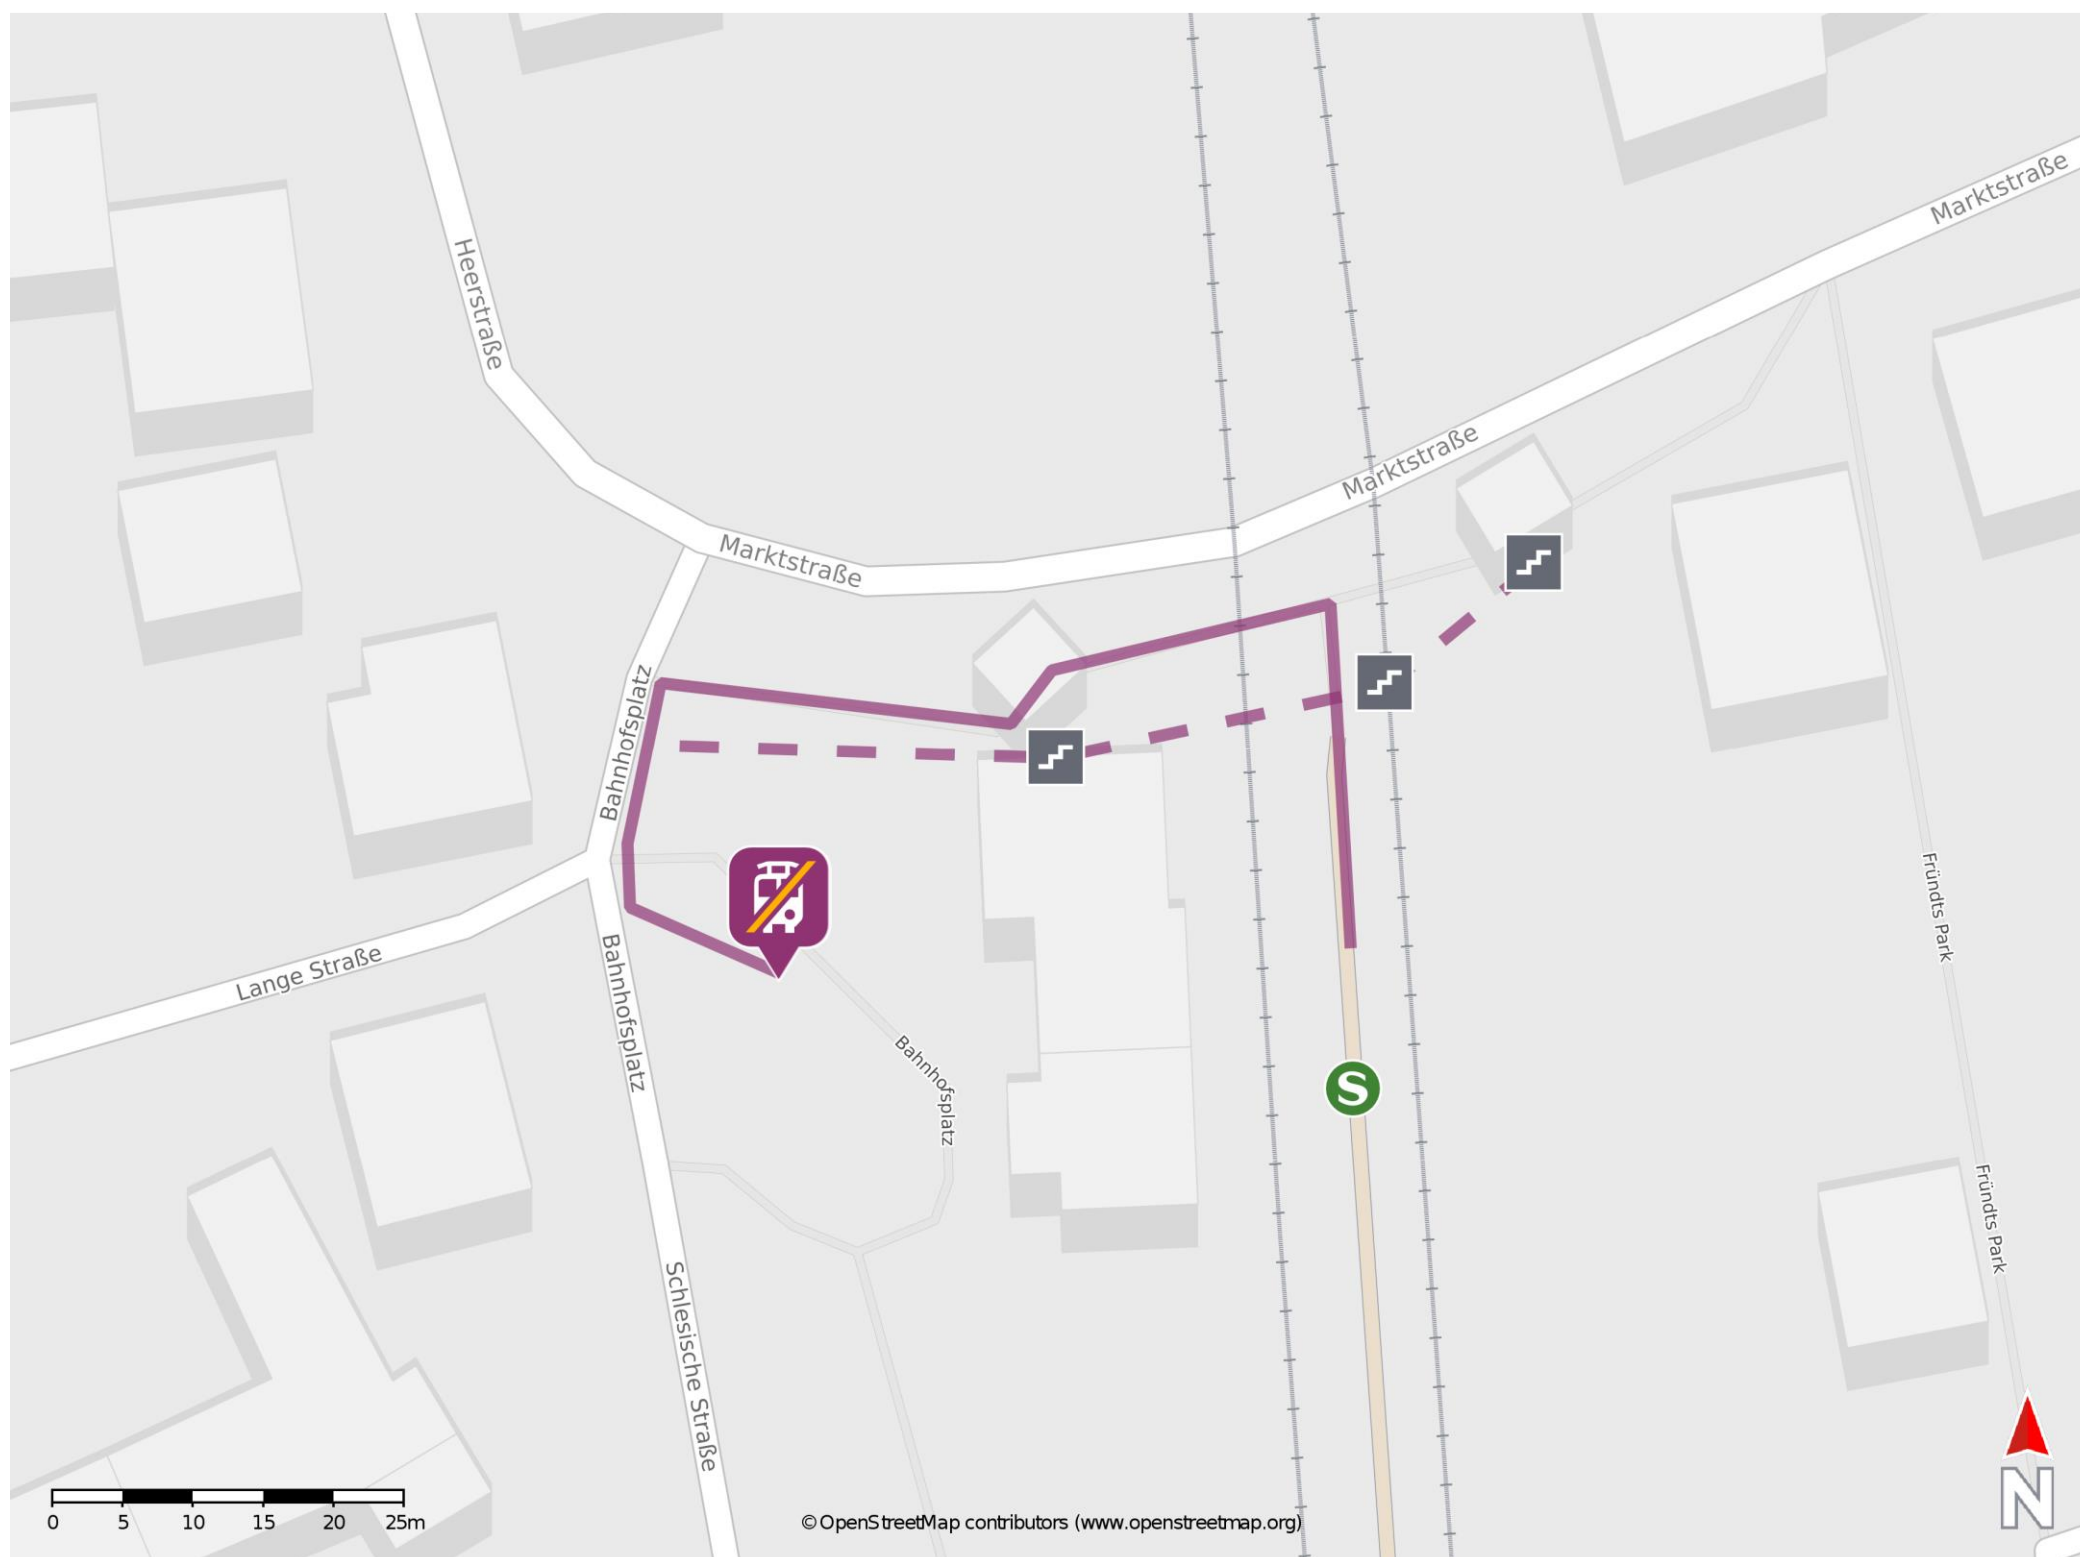 Marktstraße
Heerstraße
Marktstraße
Marktstraße
Bahnhofsplatz
Lange Straße
Bahnhofsplatz
Fründts Park
Bahnhofsplatz
S
Fründts Park
Schlesische Straße
0 5 10 15 20 25m
© OpenStreetMap contributors (www.openstreetmap.org)
N